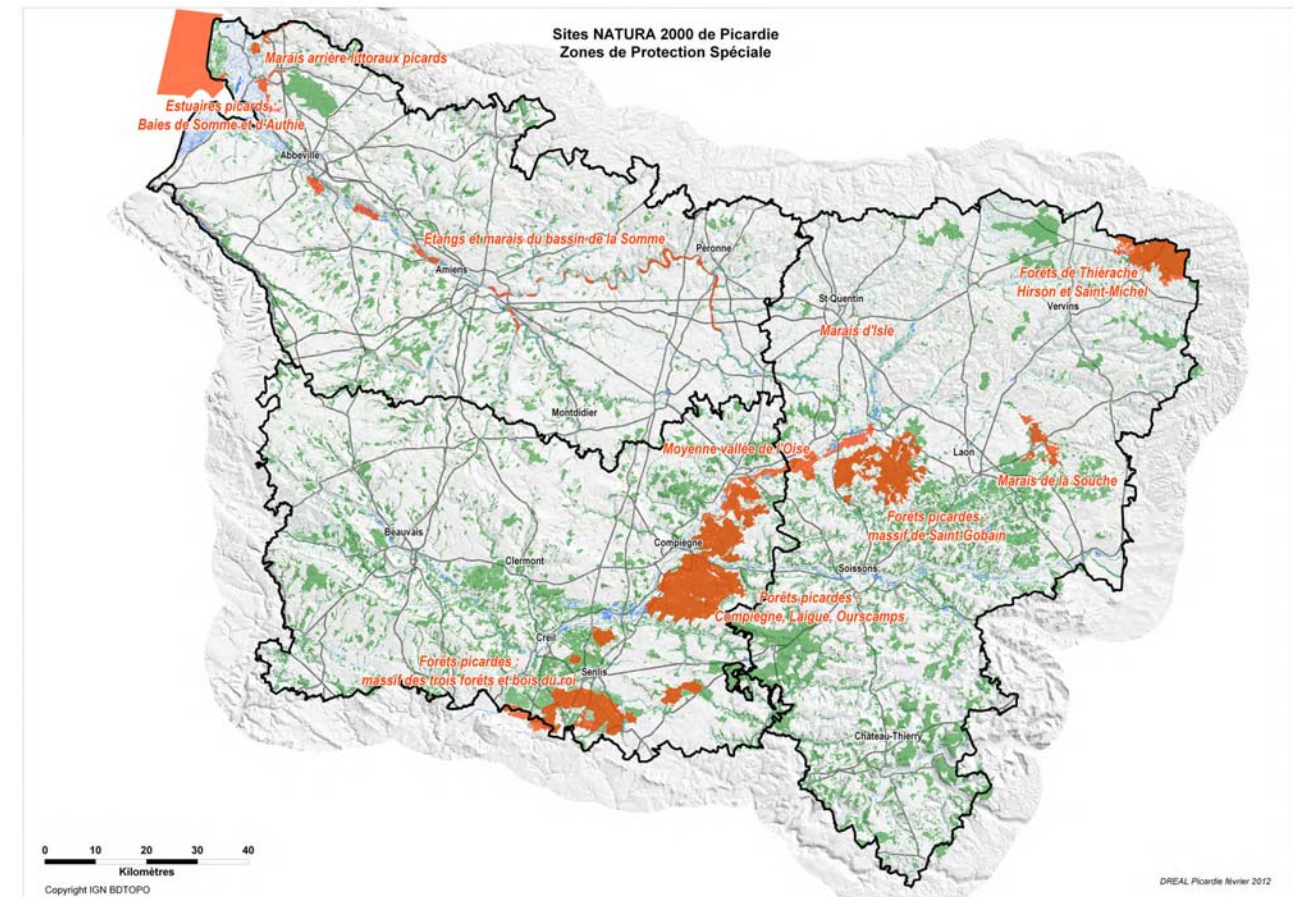 Sites NATURA 2000 de Picardie
Zones de Protection Spéciale
Marais arrière-littoraux picards
Estuaires picards :
Baies de Somme et d'Authie
Abbeville
Etangs et marais du bassin de la Somme
Péronne
Amiens
Forêts de Thiérache :
Hirson et Saint-Michel
St Quentin
Vervins
Marais d'Isle
Montdidier
Moyenne vallée de l'Oise
Laon
Marais de la Souche
Forêts picardes :
massif de Saint Gobain
Beauvais
Compiègne
Clermont
Soissons
Forêts picardes :
Compiègne, Laigue, Ourscamps
Creil
Forêts picardes :
massif des trois forêts et bois du roi
Senlis
Château-Thierry
0 10 20 30 40
Kilomètres
Copyright IGN BDTOPO
DREAL Picardie février 2012